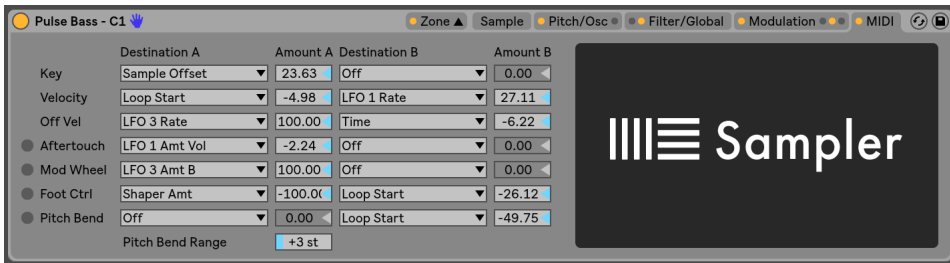 Pulse Bass - C1 Zone Sample Pitch/Osc Filter/Global Modulation MIDI
Destination A Amount A Destination B Amount B
Key Sample Offset 23.63 Off 0.00
Velocity Loop Start -4.98 LFO 1 Rate 27.11
Off Vel LFO 3 Rate 100.00 Time -6.22
Aftertouch LFO 1 Amt Vol -2.24 Off 0.00
Mod Wheel LFO 3 Amt B 100.00 Off 0.00
Foot Ctrl Shaper Amt -100.00 Loop Start -26.12
Pitch Bend Off 0.00 Loop Start -49.75
Pitch Bend Range +3 st
Sampler